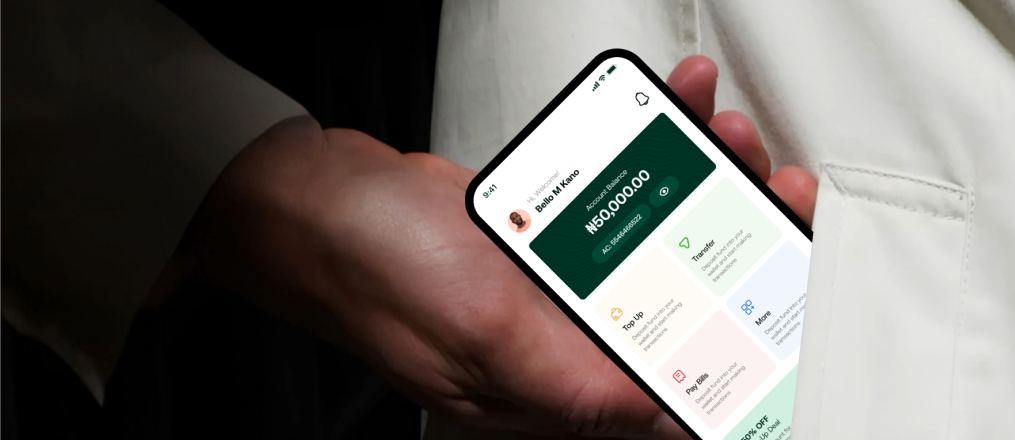 9:41
Hi, Welcome!
Bello M Kano
Account Balance
₦50,000.00
AC: 5646466522
Top Up
Deposit fund into your
wallet and start making
transactions
Transfer
Deposit fund into your
wallet and start making
transactions
Pay Bills
Deposit fund into your
wallet and start making
transactions
More
Deposit fund into your
wallet and start making
transactions
50% OFF
Up Deal